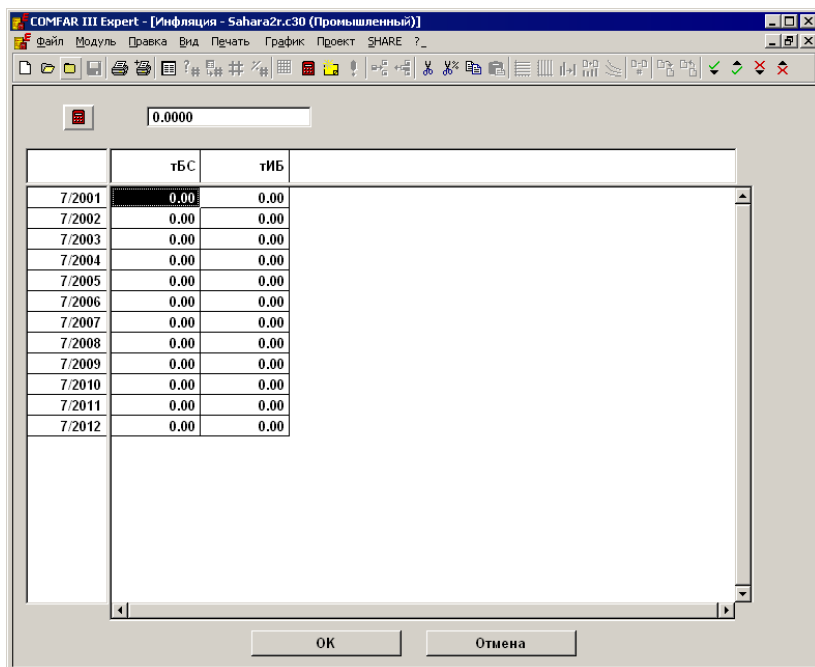 COMFAR III Expert - [Инфляция - Sahara2r.c30 (Промышленный)]
Файл Модуль Правка Вид Печать График Проект SHARE ?_
0.0000
тБС тИБ
7/2001 0.00 0.00
7/2002 0.00 0.00
7/2003 0.00 0.00
7/2004 0.00 0.00
7/2005 0.00 0.00
7/2006 0.00 0.00
7/2007 0.00 0.00
7/2008 0.00 0.00
7/2009 0.00 0.00
7/2010 0.00 0.00
7/2011 0.00 0.00
7/2012 0.00 0.00
OK Отмена